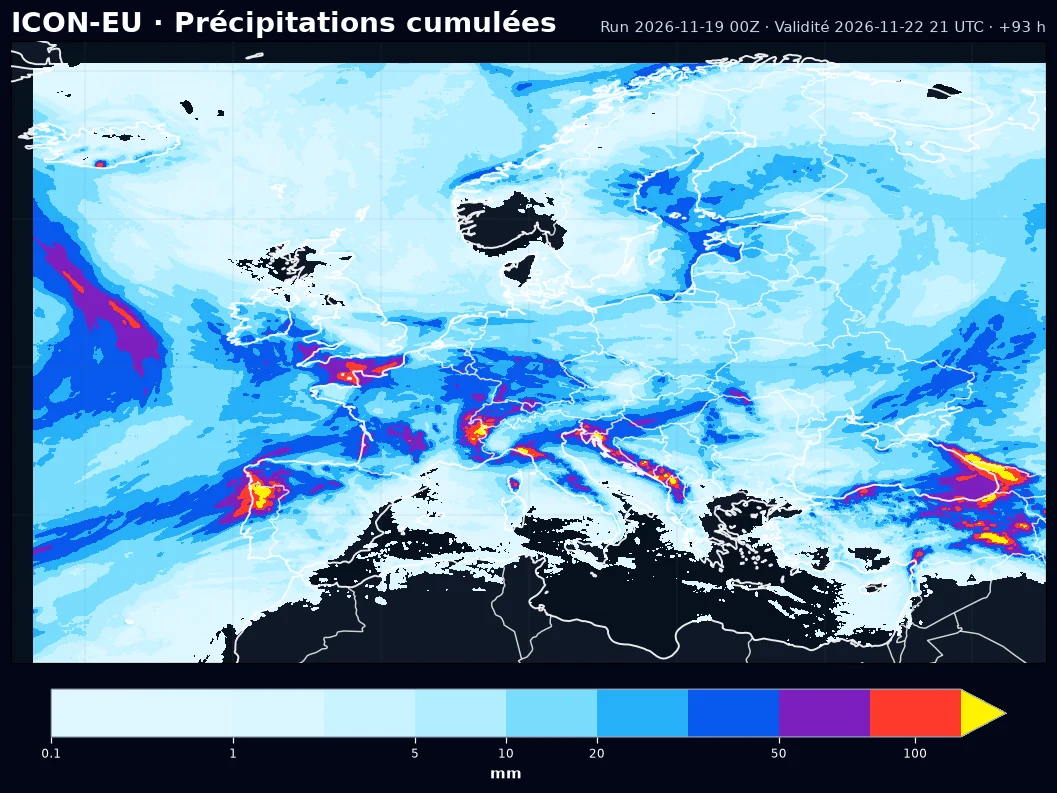 ICON-EU · Précipitations cumulées
Run 2026-11-19 00Z · Validité 2026-11-22 21 UTC · +93 h
0.1 1 5 10 20 50 100
mm